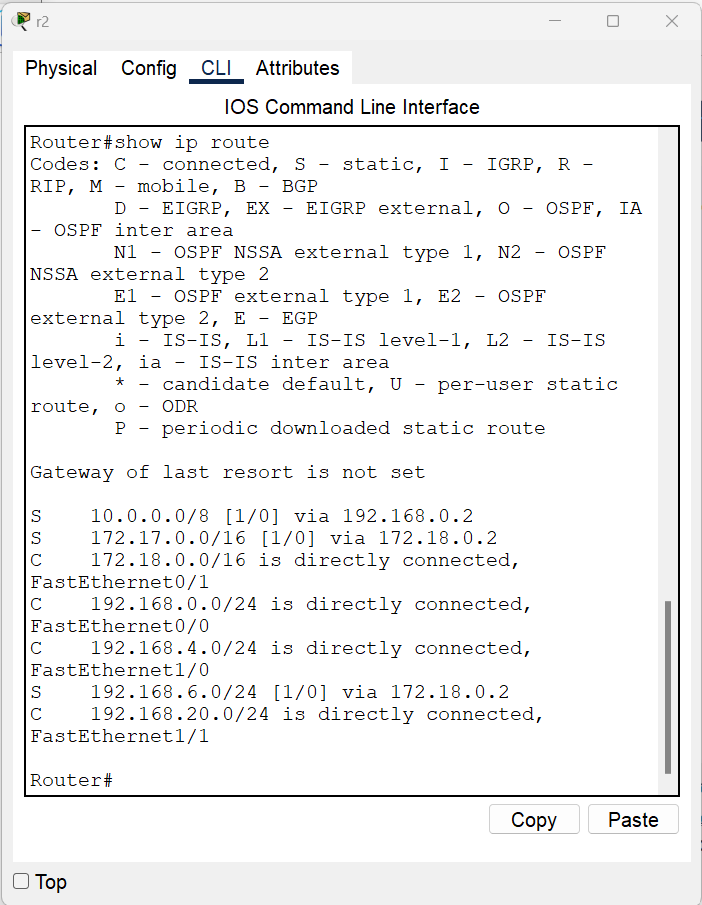 r2
Physical Config CLI Attributes
IOS Command Line Interface
Router#show ip route
Codes: C - connected, S - static, I - IGRP, R -
RIP, M - mobile, B - BGP
D - EIGRP, EX - EIGRP external, O - OSPF, IA
- OSPF inter area
N1 - OSPF NSSA external type 1, N2 - OSPF
NSSA external type 2
E1 - OSPF external type 1, E2 - OSPF
external type 2, E - EGP
i - IS-IS, L1 - IS-IS level-1, L2 - IS-IS
level-2, ia - IS-IS inter area
* - candidate default, U - per-user static
route, o - ODR
P - periodic downloaded static route
Gateway of last resort is not set
S 10.0.0.0/8 [1/0] via 192.168.0.2
S 172.17.0.0/16 [1/0] via 172.18.0.2
C 172.18.0.0/16 is directly connected,
FastEthernet0/1
C 192.168.0.0/24 is directly connected,
FastEthernet0/0
C 192.168.4.0/24 is directly connected,
FastEthernet1/0
S 192.168.6.0/24 [1/0] via 172.18.0.2
C 192.168.20.0/24 is directly connected,
FastEthernet1/1
Router#
Copy Paste
Top